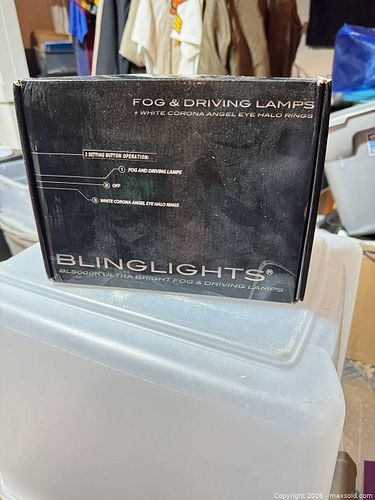 FOG & DRIVING LAMPS
+ WHITE CORONA ANGEL EYE HALO RINGS
3 SETTING BUTTON OPERATION:
1 FOG AND DRIVING LAMPS
2 OFF
3 WHITE CORONA ANGEL EYE HALO RINGS
BLINGLIGHTS®
BL5000K ULTRA BRIGHT FOG & DRIVING LAMPS
Copyright 2026 - maxsold.com